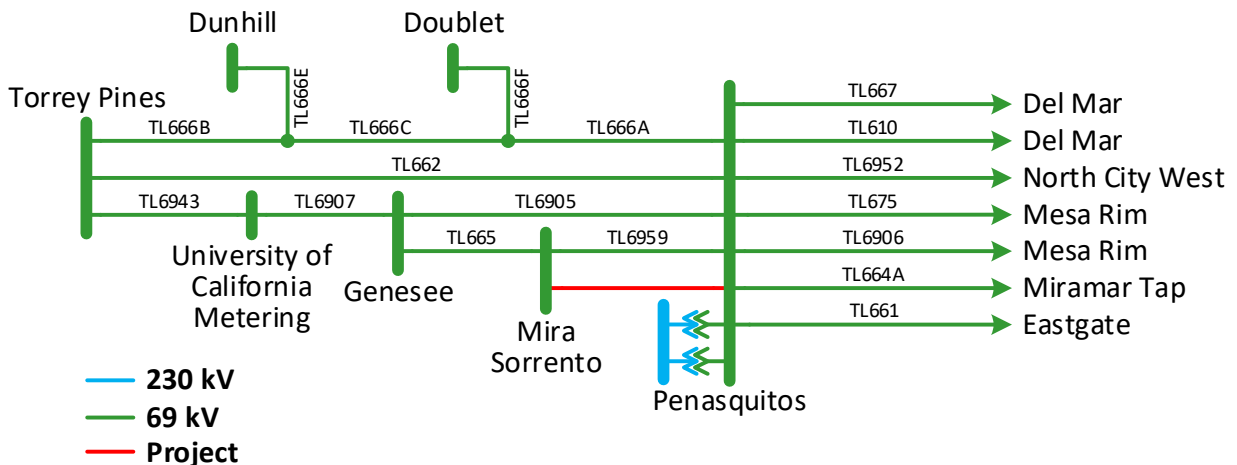 Dunhill
Doublet
Torrey Pines
TL666E
TL666F
TL667
Del Mar
TL666B
TL666C
TL666A
TL610
Del Mar
TL662
TL6952
North City West
TL6943
TL6907
TL6905
TL675
Mesa Rim
TL665
TL6959
TL6906
Mesa Rim
University of
California
Metering
Genesee
TL664A
Miramar Tap
Mira
Sorrento
TL661
Eastgate
Penasquitos
230 kV
69 kV
Project